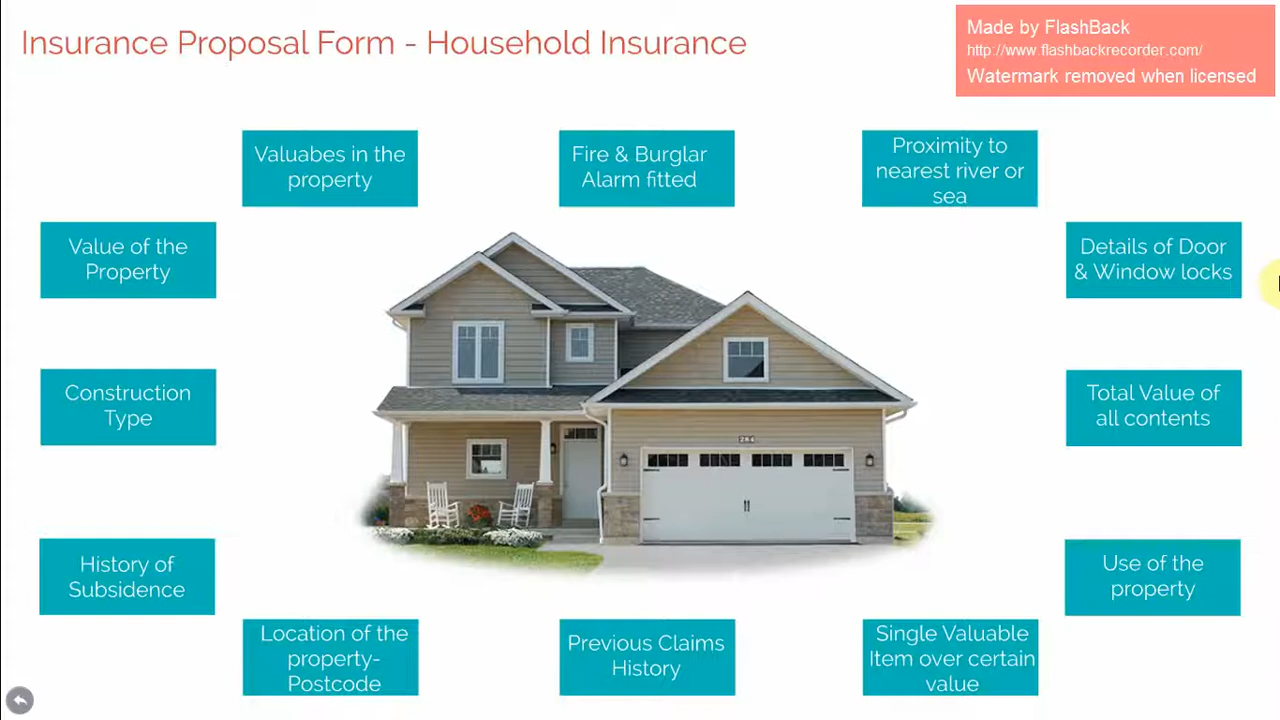 Insurance Proposal Form - Household Insurance
Made by FlashBack
http://www.flashbackrecorder.com/
Watermark removed when licensed
Valuabes in the
property
Fire & Burglar
Alarm fitted
Proximity to
nearest river or
sea
Value of the
Property
Details of Door
& Window locks
Construction
Type
Total Value of
all contents
History of
Subsidence
Use of the
property
Location of the
property-
Postcode
Previous Claims
History
Single Valuable
Item over certain
value